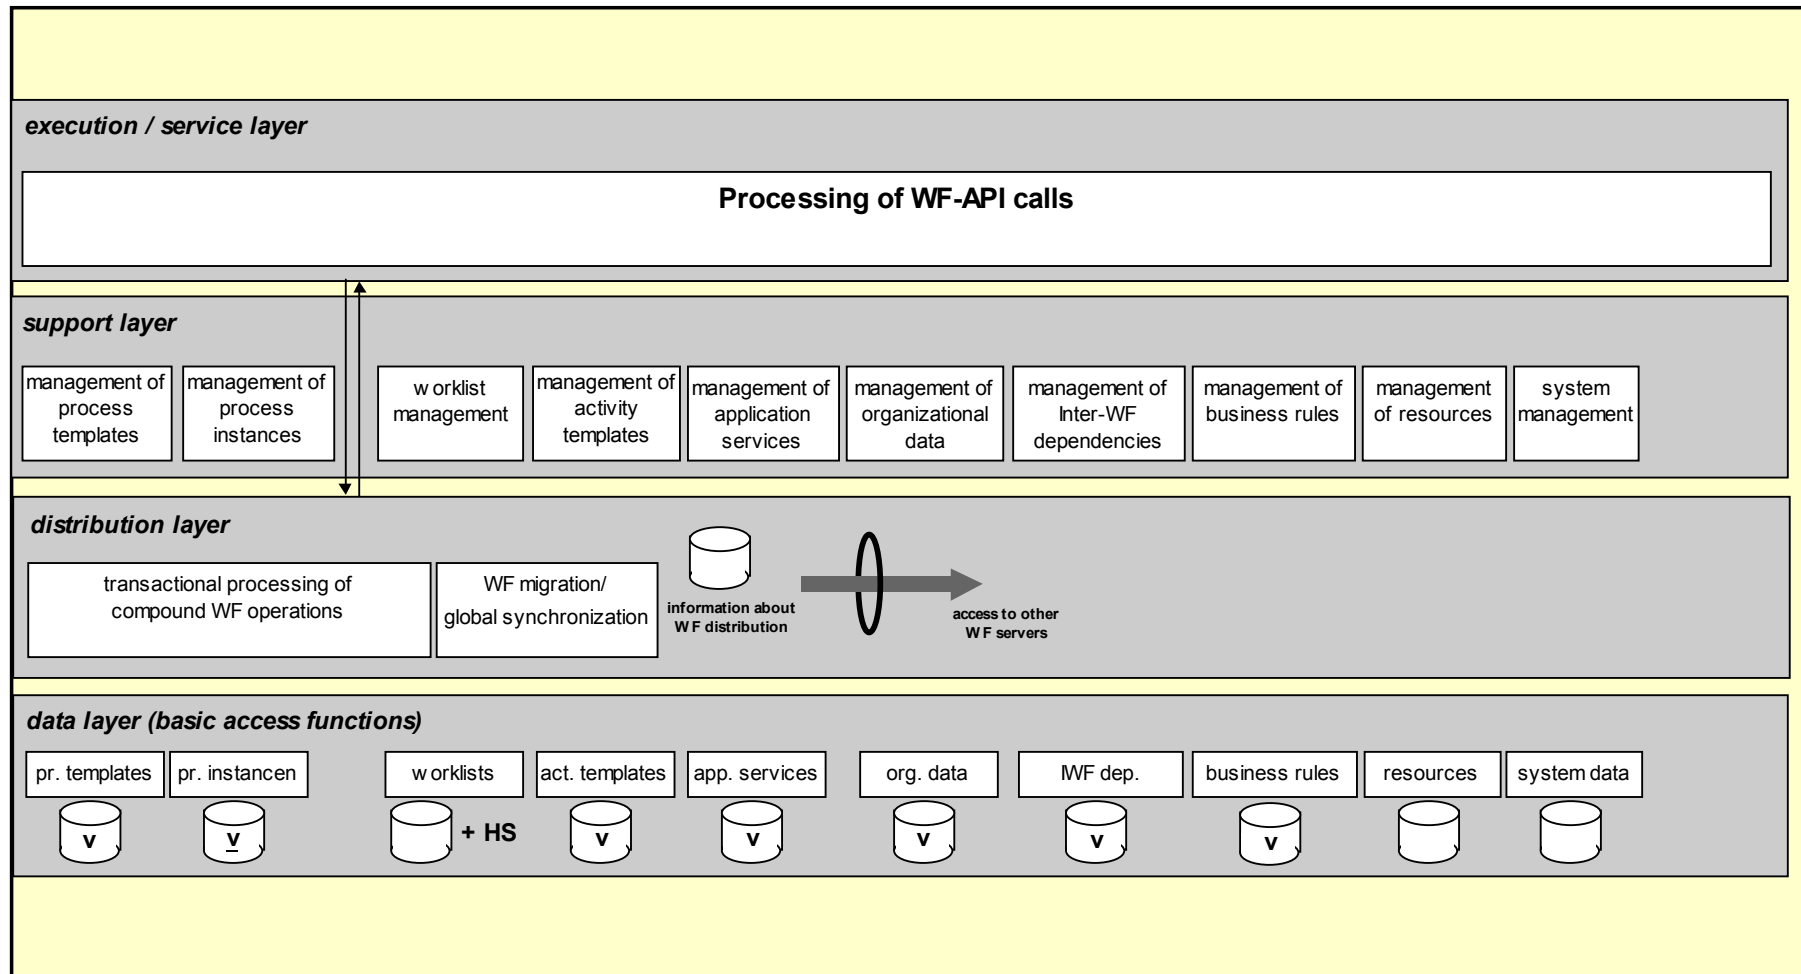 execution / service layer
Processing of WF-API calls
support layer
management of
process
templates
management of
process
instances
worklist
management
management of
activity
templates
management of
application
services
management of
organizational
data
management of
Inter-WF
dependencies
management of
business rules
management
of resources
system
management
distribution layer
transactional processing of
compound WF operations
WF migration/
global synchronization
information about
WF distribution
access to other
WF servers
data layer (basic access functions)
pr. templates
pr. instancen
worklists
act. templates
app. services
org. data
IWF dep.
business rules
resources
system data
v
v
+ HS
v
v
v
v
v